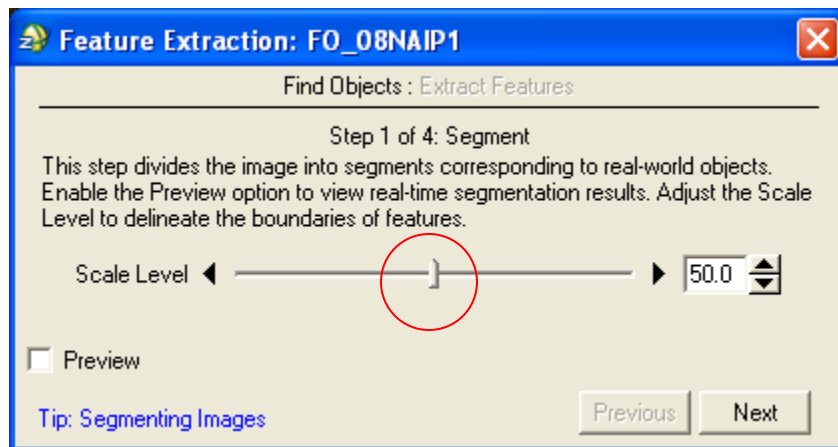 Feature Extraction: FO_08NAIP1
Find Objects : Extract Features
Step 1 of 4: Segment
This step divides the image into segments corresponding to real-world objects.
Enable the Preview option to view real-time segmentation results. Adjust the Scale
Level to delineate the boundaries of features.
Scale Level 50.0
Preview
Tip: Segmenting Images Previous Next